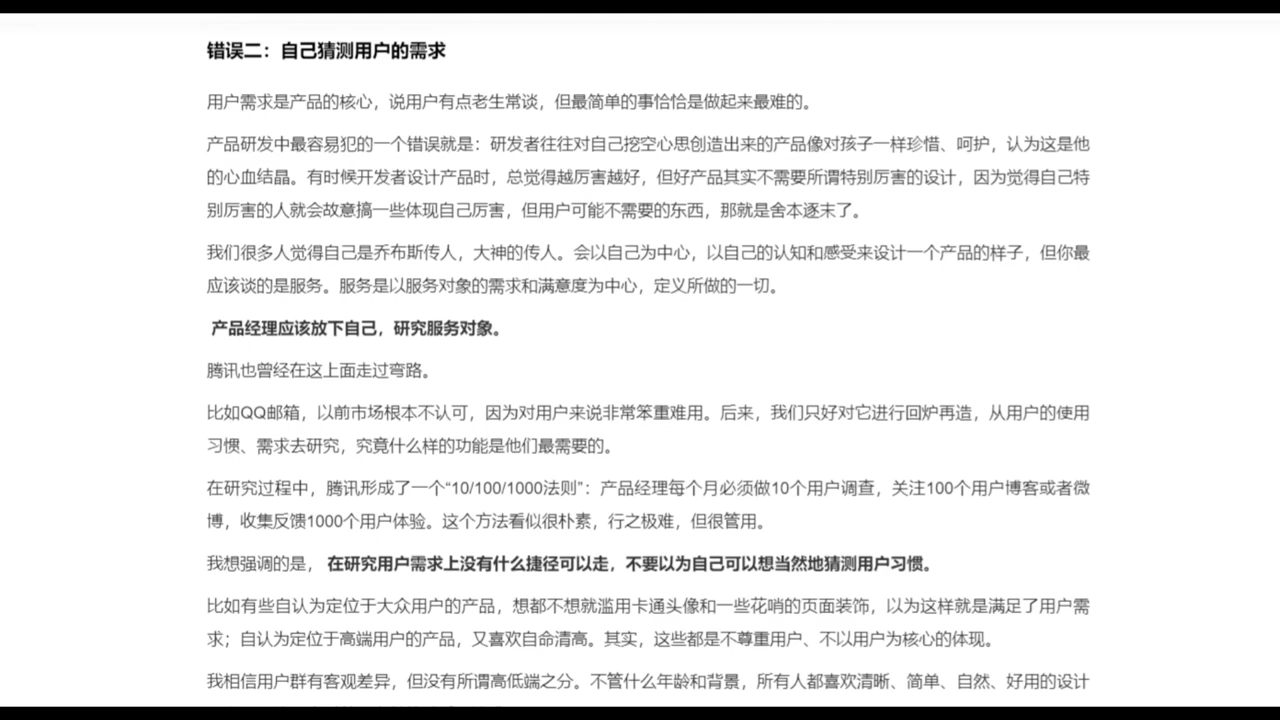 错误二：自己猜测用户的需求
用户需求是产品的核心，说用户有点老生常谈，但最简单的事恰恰是做起来最难的。
产品研发中最容易犯的一个错误就是：研发者往往对自己挖空心思创造出来的产品像对孩子一样珍惜、呵护，认为这是他
的心血结晶。有时候开发者设计产品时，总觉得越厉害越好，但好产品其实不需要所谓特别厉害的设计，因为觉得自己特
别厉害的人就会故意搞一些体现自己厉害，但用户可能不需要的东西，那就是舍本逐末了。
我们很多人觉得自己是乔布斯传人，大神的传人。会以自己为中心，以自己的认知和感受来设计一个产品的样子，但你最
应该谈的是服务。服务是以服务对象的需求和满意度为中心，定义所做的一切。
产品经理应该放下自己，研究服务对象。
腾讯也曾经在这上面走过弯路。
比如QQ邮箱，以前市场根本不认可，因为对用户来说非常笨重难用。后来，我们只好对它进行回炉再造，从用户的使用
习惯、需求去研究，究竟什么样的功能是他们最需要的。
在研究过程中，腾讯形成了一个“10/100/1000法则”：产品经理每个月必须做10个用户调查，关注100个用户博客或者微
博，收集反馈1000个用户体验。这个方法看似很朴素，行之极难，但很管用。
我想强调的是， 在研究用户需求上没有什么捷径可以走，不要以为自己可以想当然地猜测用户习惯。
比如有些自认为定位于大众用户的产品，想都不想就滥用卡通头像和一些花哨的页面装饰，以为这样就是满足了用户需
求；自认为定位于高端用户的产品，又喜欢自命清高。其实，这些都是不尊重用户、不以用户为核心的体现。
我相信用户群有客观差异，但没有所谓高低端之分。不管什么年龄和背景，所有人都喜欢清晰、简单、自然、好用的设计